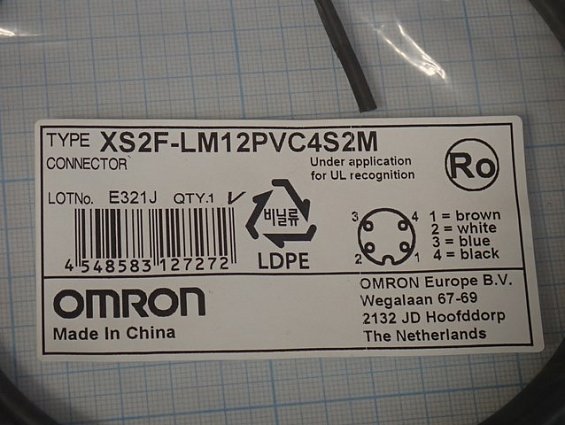 TYPE XS2F-LM12PVC4S2M
CONNECTOR
Under application
for UL recognition
Ro
LOTNo. E321J QTY.1
4 548583 127272
비닐류
LDPE
3 4
2 1
1 = brown
2 = white
3 = blue
4 = black
OMRON
Made In China
OMRON Europe B.V.
Wegalaan 67-69
2132 JD Hoofddorp
The Netherlands